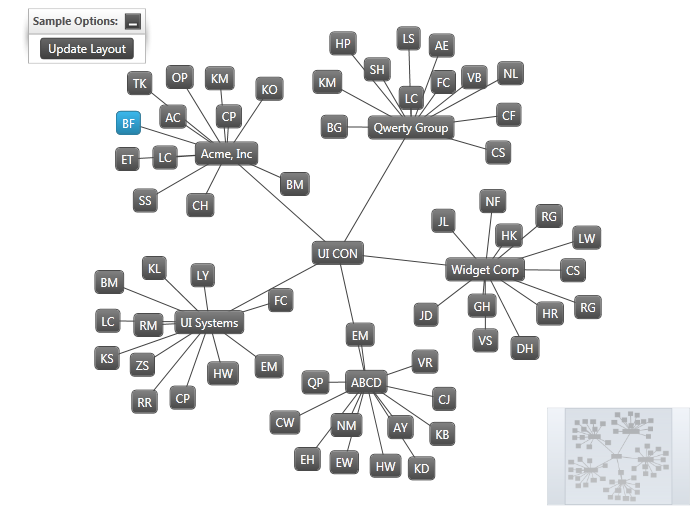 Sample Options:
Update Layout
HP
LS
AE
SH
KM
FC
VB
NL
LC
BG
Qwerty Group
CF
CS
TK
OP
KM
KO
BF
AC
CP
ET
LC
Acme, Inc
BM
SS
CH
UI CON
NF
JL
RG
HK
LW
Widget Corp
CS
JD
GH
HR
RG
VS
DH
BM
KL
LY
FC
LC
RM
UI Systems
KS
ZS
HW
EM
RR
CP
EM
VR
QP
ABCD
CJ
CW
NM
AY
KB
EH
EW
HW
KD